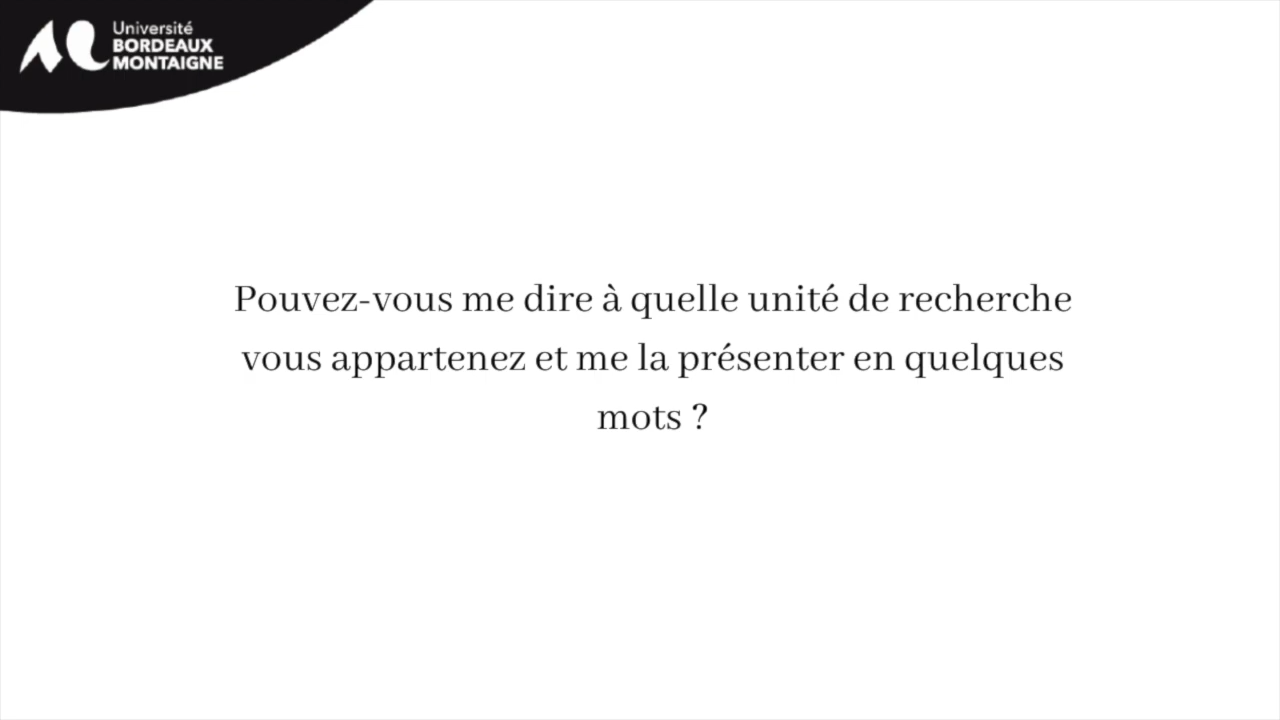 Université
BORDEAUX
MONTAIGNE
Pouvez-vous me dire à quelle unité de recherche
vous appartenez et me la présenter en quelques
mots ?